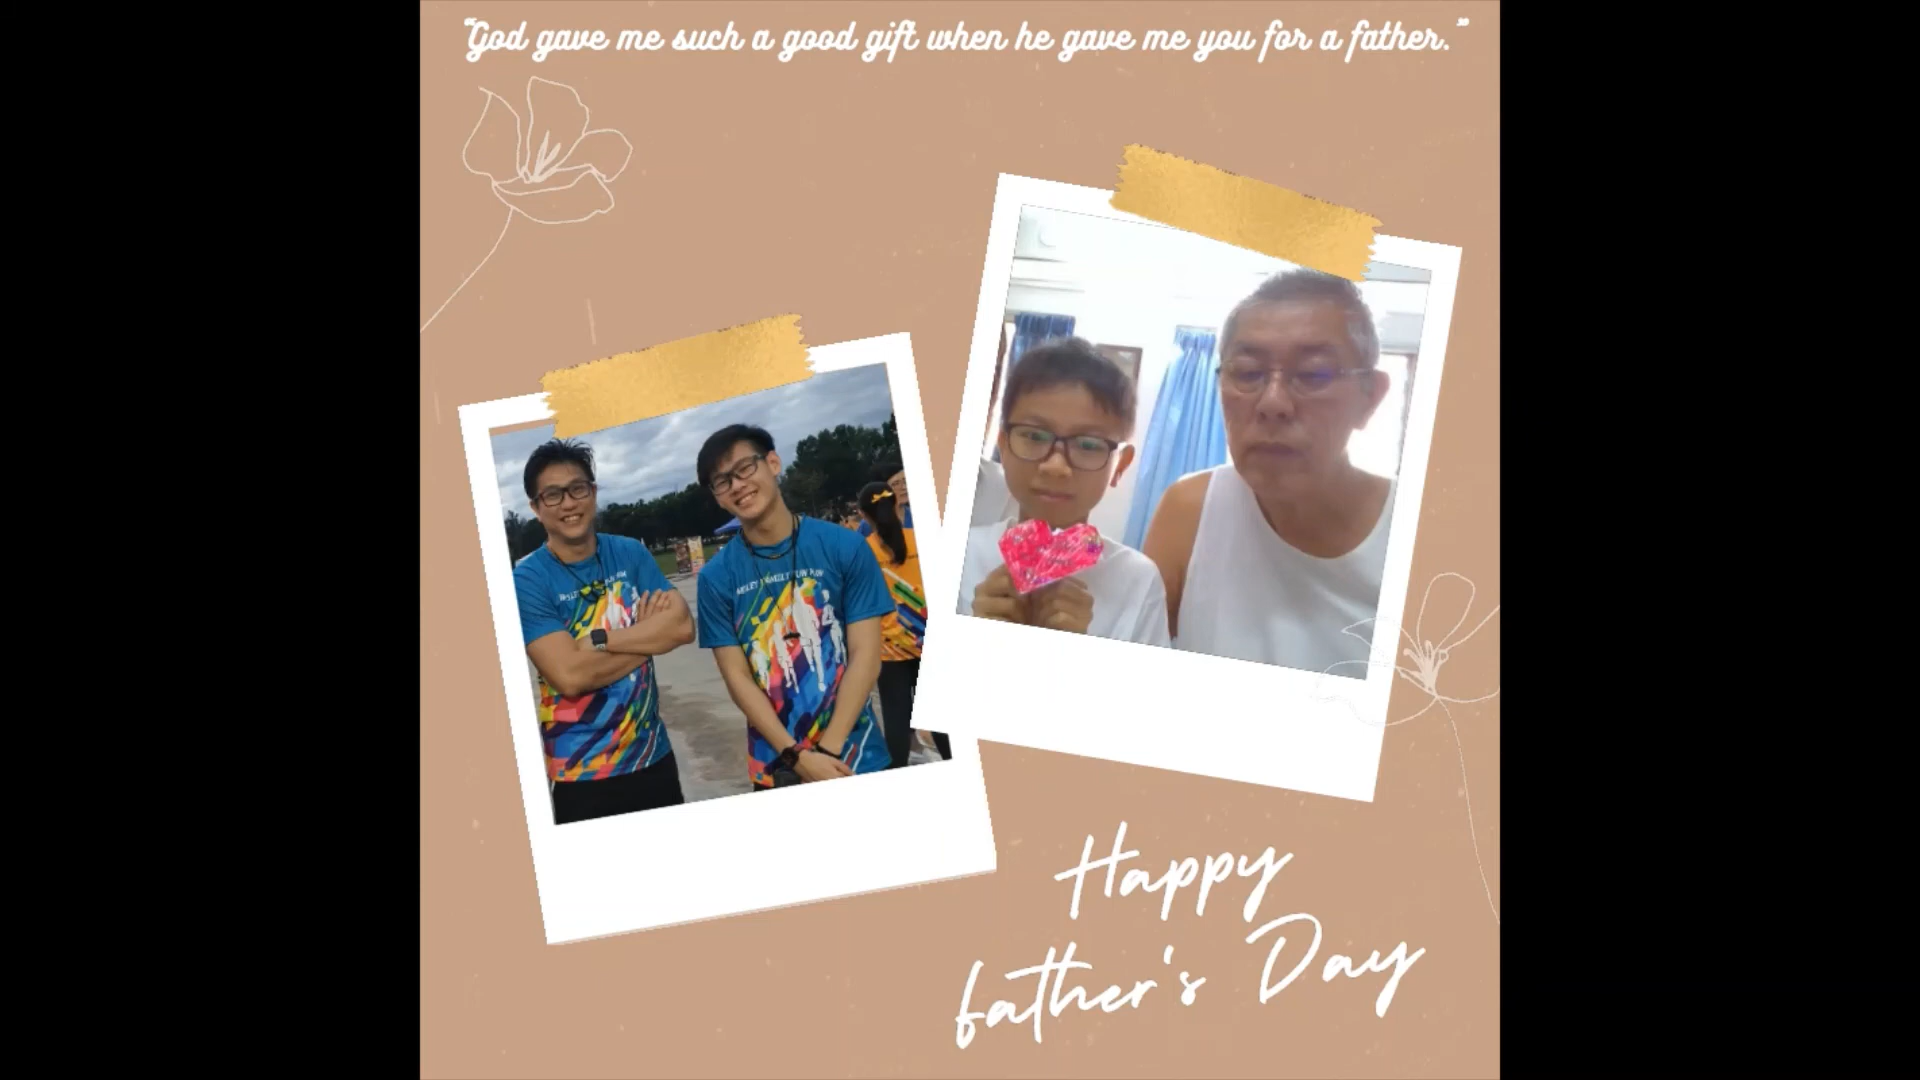 “God gave me such a good gift when he gave me you for a father.”
Happy
father's Day